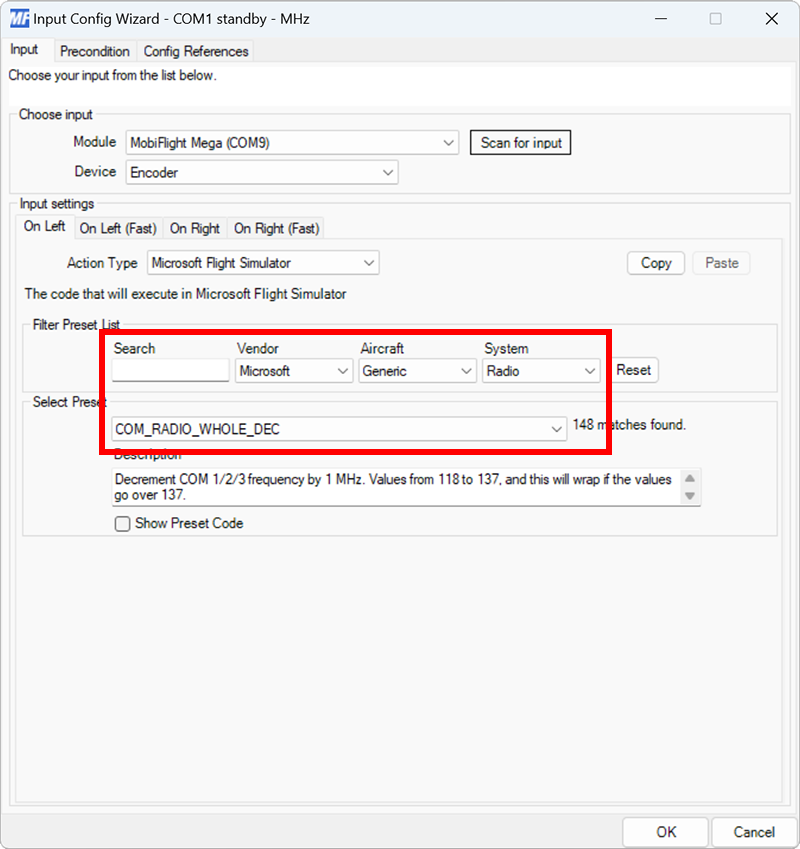 MF Input Config Wizard - COM1 standby - MHz
Input Precondition Config References
Choose your input from the list below.
Choose input
Module MobiFlight Mega (COM9) Scan for input
Device Encoder
Input settings
On Left On Left (Fast) On Right On Right (Fast)
Action Type Microsoft Flight Simulator Copy Paste
The code that will execute in Microsoft Flight Simulator
Filter Preset List
Search Vendor Aircraft System
Microsoft Generic Radio Reset
Select Preset
COM_RADIO_WHOLE_DEC 148 matches found.
Description
Decrement COM 1/2/3 frequency by 1 MHz. Values from 118 to 137, and this will wrap if the values
go over 137.
Show Preset Code
OK Cancel